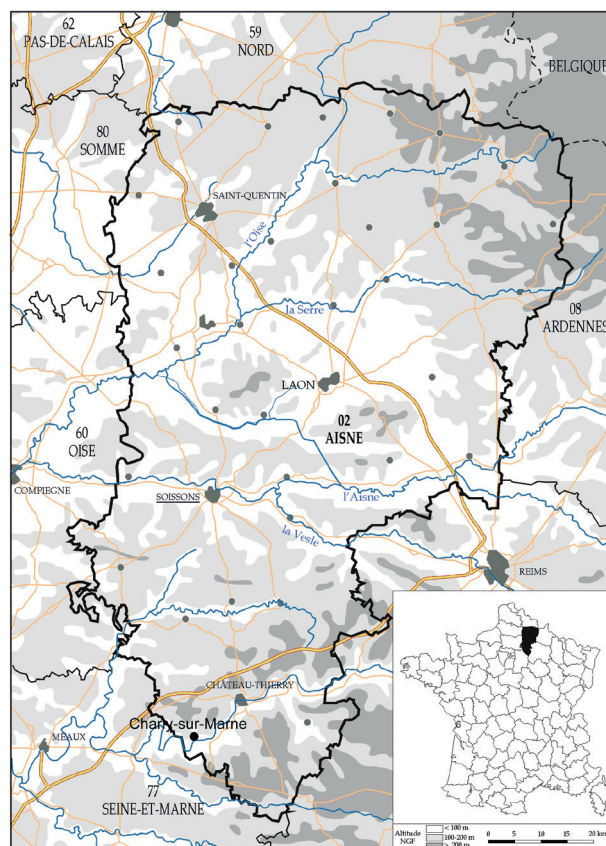 62
PAS-DE-CALAIS
59
NORD
BELGIQUE
80
SOMME
SAINT-QUENTIN
l'Oise
la Serre
08
ARDENNES
LAON
02
AISNE
60
OISE
COMPIEGNE
SOISSONS
l'Aisne
la Vesle
REIMS
CHÂTEAU-THIERRY
Charly-sur-Marne
MEAUX
77
SEINE-ET-MARNE
Altitude
NGF
< 100 m
100-200 m
> 200 m
0 5 10 15 20 km